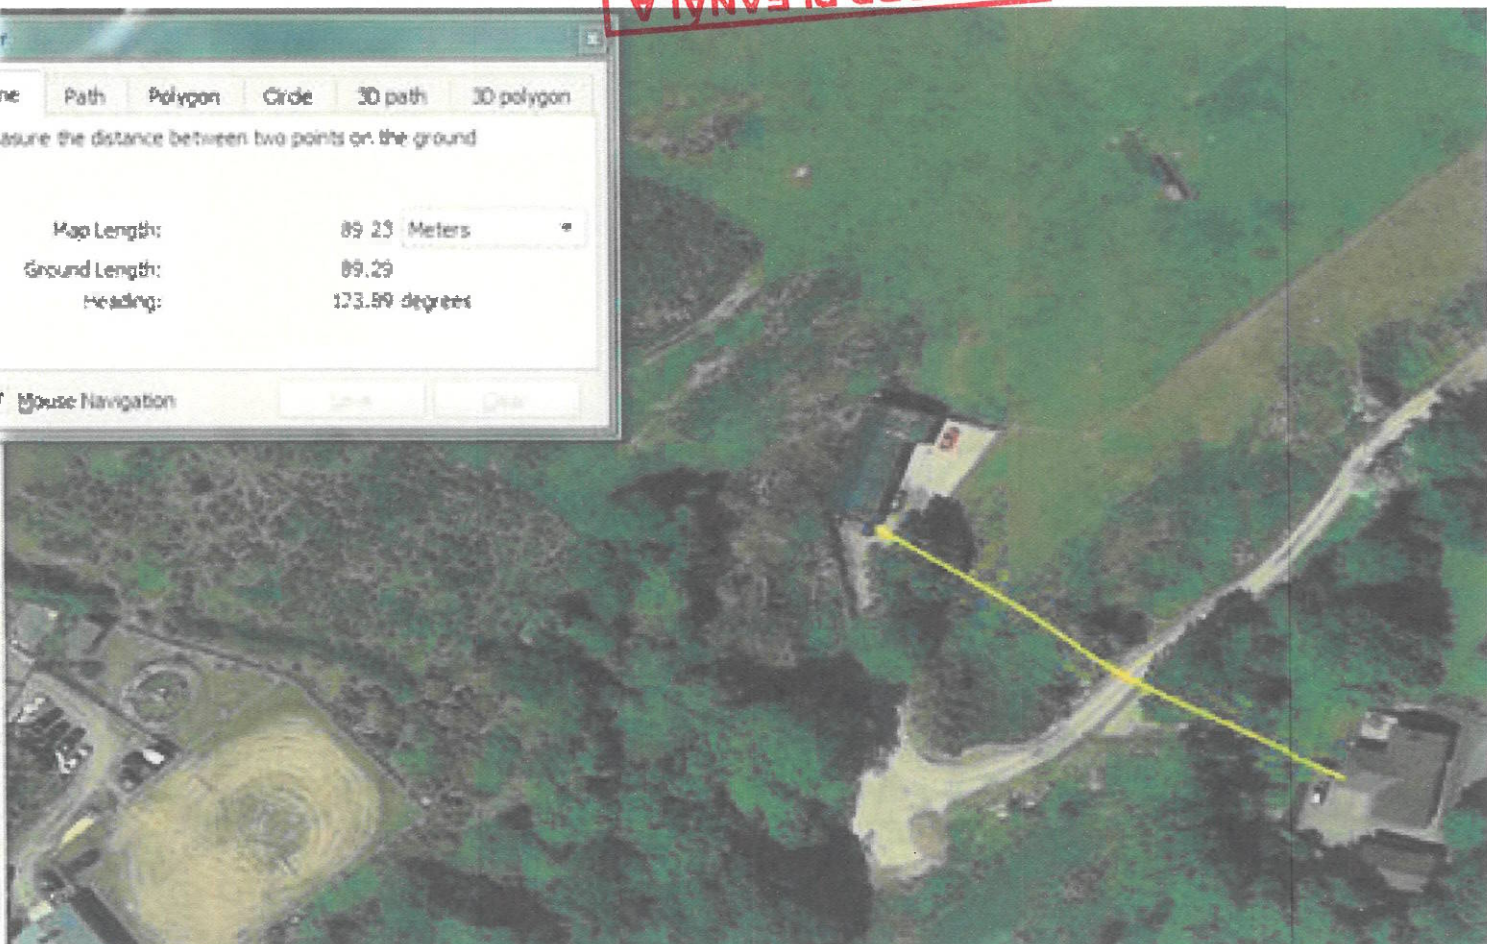 Path Polygon Circle 3D path 3D polygon
the distance between two points on the ground
Map Length: 89.23 Meters
Ground Length: 89.29
Heading: degrees
Mouse Navigation